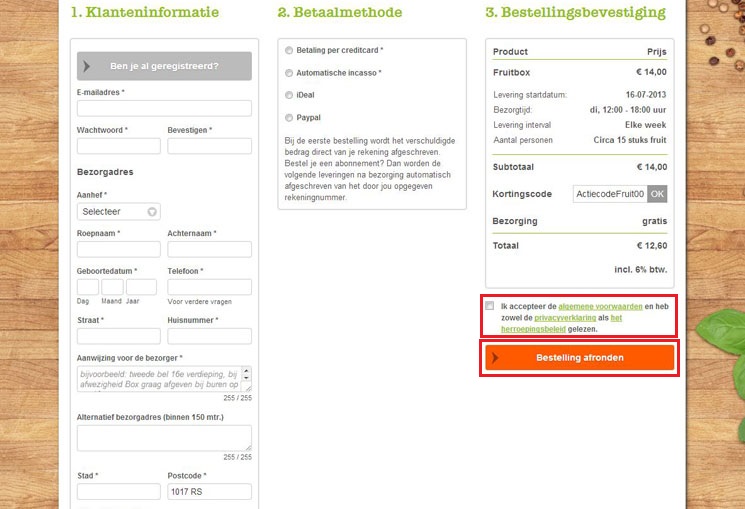 1. Klanteninformatie
Ben je al geregistreerd?
E-mailadres *
Wachtwoord *
Bevestigen *
Bezorgadres
Aanhef *
Selecteer
Roepnaam *
Achternaam *
Geboortedatum *
Telefoon *
Dag
Maand
Jaar
Voor verdere vragen
Straat *
Huisnummer *
Aanwijzing voor de bezorger *
bijvoorbeeld: tweede bel 16e verdieping, bij
afwezigheid Box graag afgeven bij buren op
255 / 255
Alternatief bezorgadres (binnen 150 mtr.)
255 / 255
Stad *
Postcode *
1017 RS
2. Betaalmethode
Betaling per creditcard *
Automatische incasso *
iDeal
Paypal
Bij de eerste bestelling wordt het verschuldigde
bedrag direct van je rekening afgeschreven.
Bestel je een abonnement? Dan worden de
volgende leveringen na bezorging automatisch
afgeschreven van het door jou opgegeven
rekeningnummer.
3. Bestellingsbevestiging
Product Prijs
Fruitbox € 14,00
Levering startdatum: 16-07-2013
Bezorgtijd: di, 12:00 - 18:00 uur
Levering interval Elke week
Aantal personen Circa 15 stuks fruit
Subtotaal € 14,00
Kortingscode ActiecodeFruit00 OK
Bezorging gratis
Totaal € 12,60
incl. 6% btw.
Ik accepteer de algemene voorwaarden en heb
zowel de privacyverklaring als het
herroepingsbeleid gelezen.
Bestelling afronden